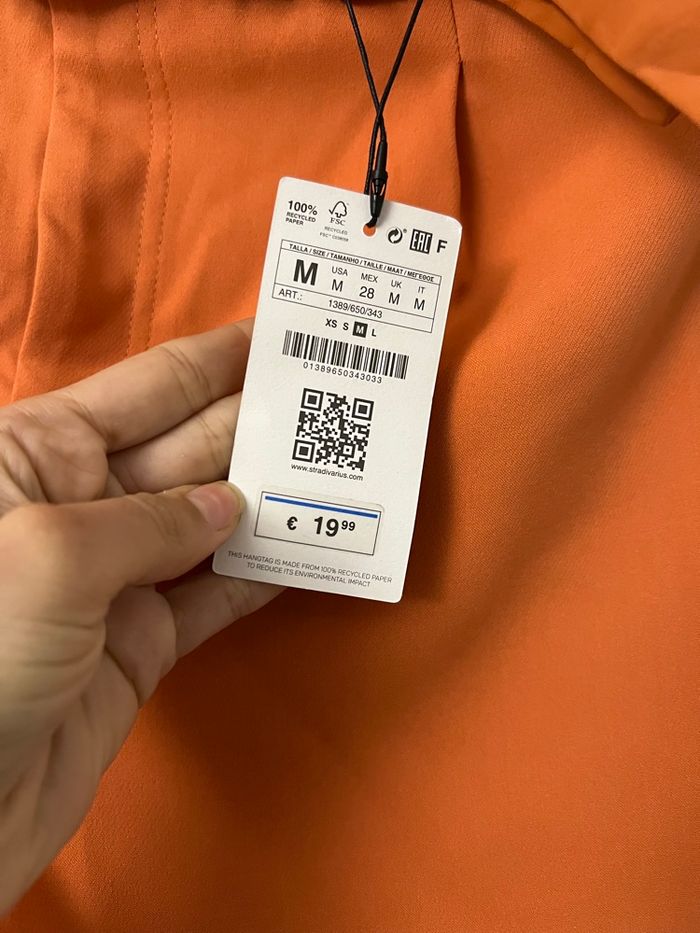 100%
RECYCLED
PAPER
FSC
RECYCLED
EAC F
TALLA / SIZE / TAMANHO / TAILLE / MAAT / ΜΕΓΕΘΟΣ
M USA MEX UK IT
M 28 M M
ART.: 1389/650/343
XS S M L
01389650343033
www.stradivarius.com
€ 19 99
THIS HANGTAG IS MADE FROM 100% RECYCLED PAPER
TO REDUCE ITS ENVIRONMENTAL IMPACT